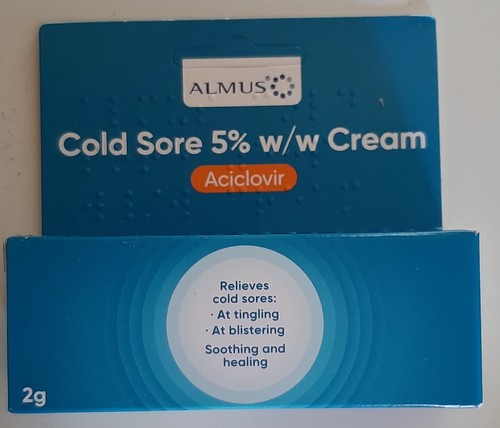 ALMUS
Cold Sore 5% w/w Cream
Aciclovir
Relieves
cold sores:
· At tingling
· At blistering
Soothing and
healing
2g